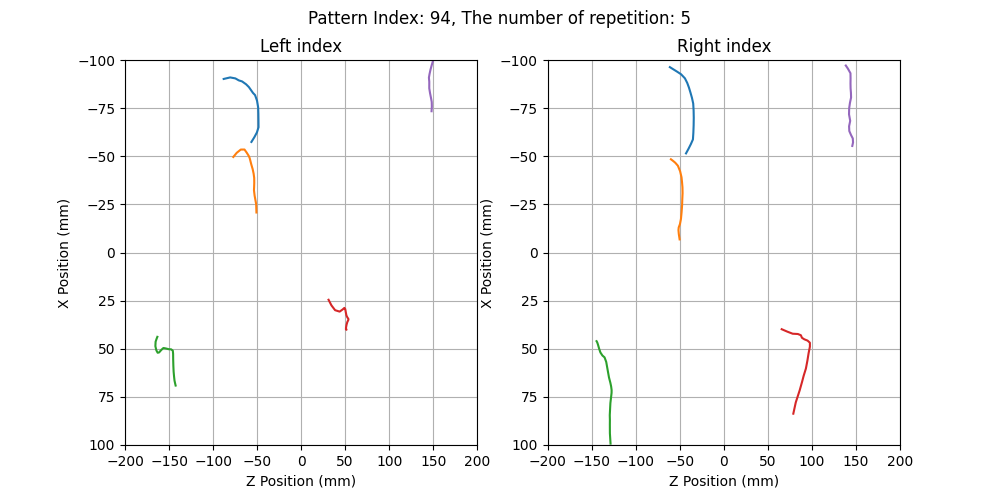 Pattern Index: 94, The number of repetition: 5
Left index
Right index
−100
−75
−50
−25
0
25
50
75
100
X Position (mm)
−200 −150 −100 −50 0 50 100 150 200
Z Position (mm)
−100
−75
−50
−25
0
25
50
75
100
X Position (mm)
−200 −150 −100 −50 0 50 100 150 200
Z Position (mm)